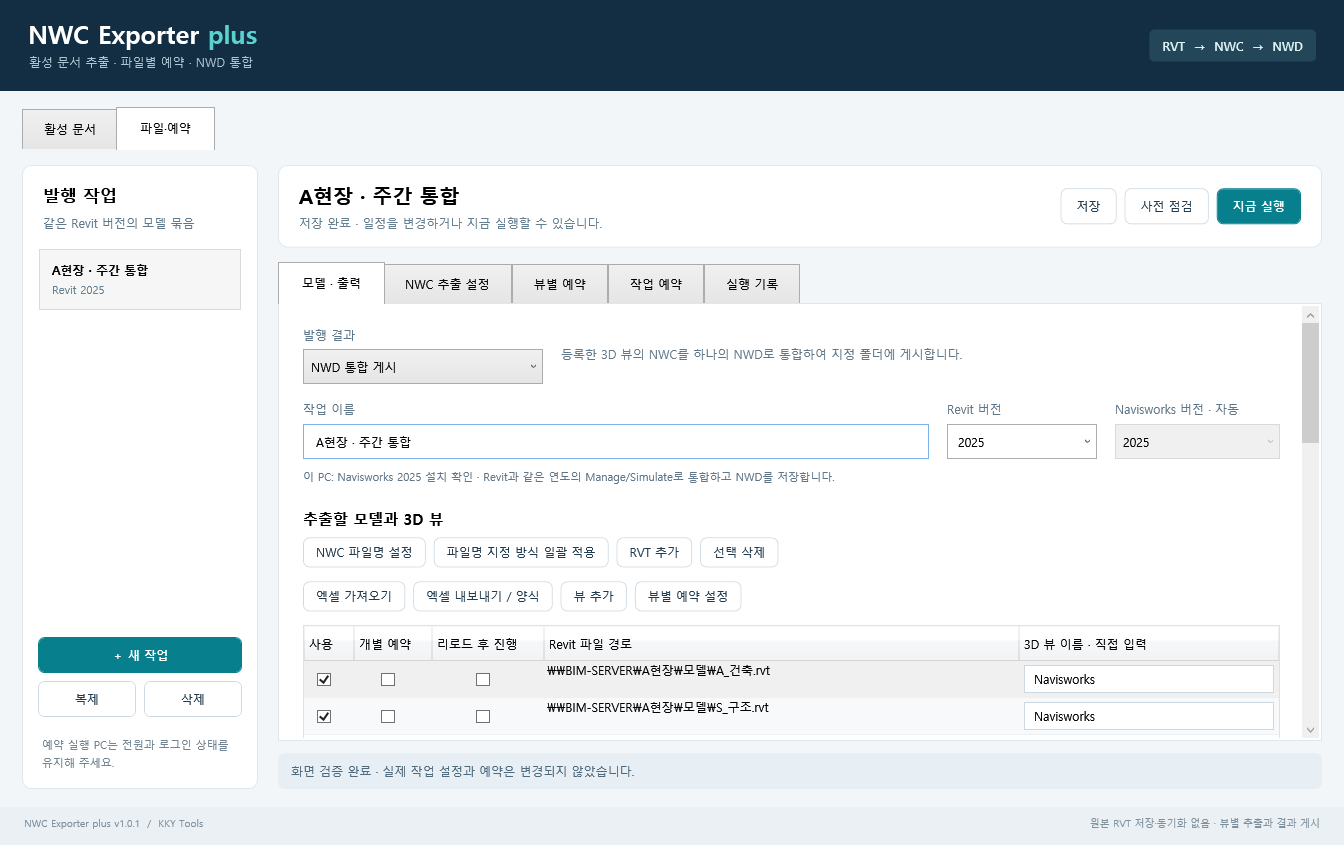 NWC Exporter plus
활성 문서 추출 · 파일별 예약 · NWD 통합
RVT → NWC → NWD
활성 문서
파일·예약
발행 작업
같은 Revit 버전의 모델 묶음
A현장 · 주간 통합
Revit 2025
+ 새 작업
복제
삭제
예약 실행 PC는 전원과 로그인 상태를
유지해 주세요.
A현장 · 주간 통합
저장 완료 · 일정을 변경하거나 지금 실행할 수 있습니다.
저장
사전 점검
지금 실행
모델 · 출력
NWC 추출 설정
뷰별 예약
작업 예약
실행 기록
발행 결과
NWD 통합 게시
등록한 3D 뷰의 NWC를 하나의 NWD로 통합하여 지정 폴더에 게시합니다.
작업 이름
Revit 버전
Navisworks 버전 · 자동
A현장 · 주간 통합
2025
2025
이 PC: Navisworks 2025 설치 확인 · Revit과 같은 연도의 Manage/Simulate로 통합하고 NWD를 저장합니다.
추출할 모델과 3D 뷰
NWC 파일명 설정
파일명 지정 방식 일괄 적용
RVT 추가
선택 삭제
엑셀 가져오기
엑셀 내보내기 / 양식
뷰 추가
뷰별 예약 설정
사용
개별 예약
리로드 후 진행
Revit 파일 경로
3D 뷰 이름 · 직접 입력
₩₩BIM-SERVER₩A현장₩모델₩A_건축.rvt
Navisworks
₩₩BIM-SERVER₩A현장₩모델₩S_구조.rvt
Navisworks
화면 검증 완료 · 실제 작업 설정과 예약은 변경되지 않았습니다.
NWC Exporter plus v1.0.1 / KKY Tools
원본 RVT 저장·동기화 없음 · 뷰별 추출과 결과 게시